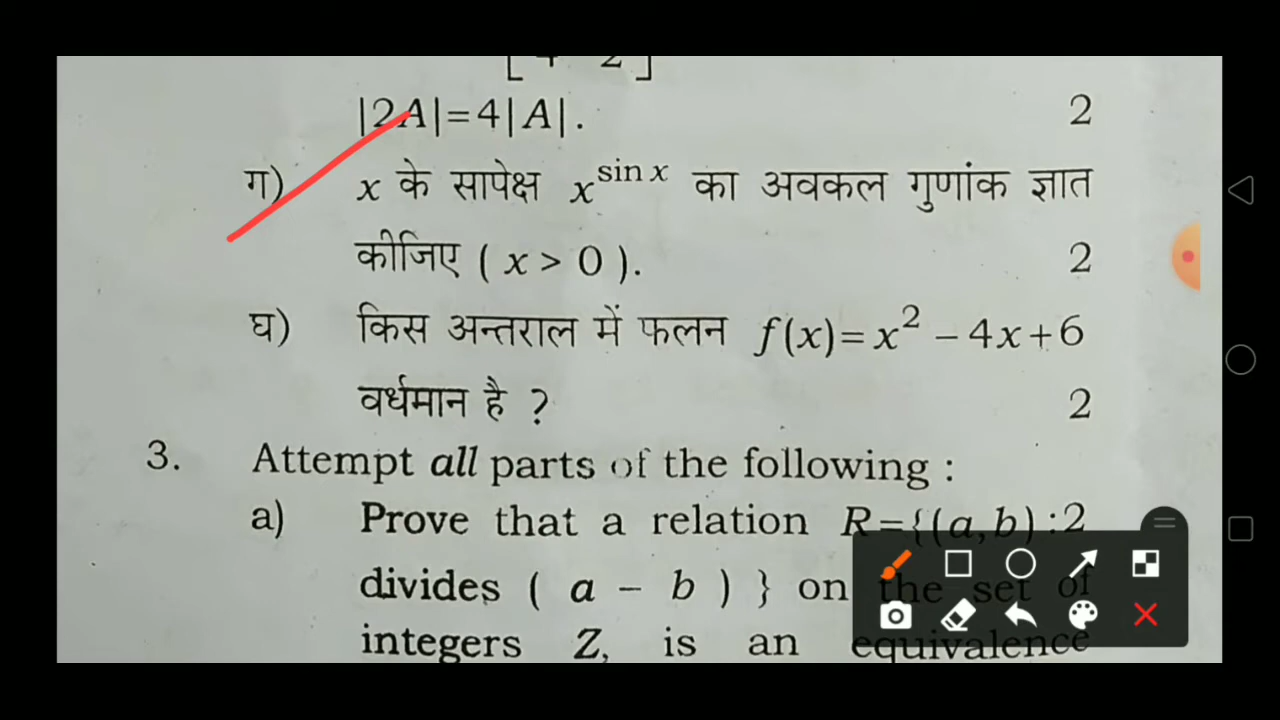 |2A|=4|A|. 2
ग) x के सापेक्ष x^sin x का अवकल गुणांक ज्ञात
कीजिए ( x > 0 ). 2
घ) किस अन्तराल में फलन f(x)=x² – 4x+6
वर्धमान है ? 2
3. Attempt all parts of the following :
a) Prove that a relation R={(a,b):2
divides ( a – b ) } on the set of
integers Z, is an equivalence